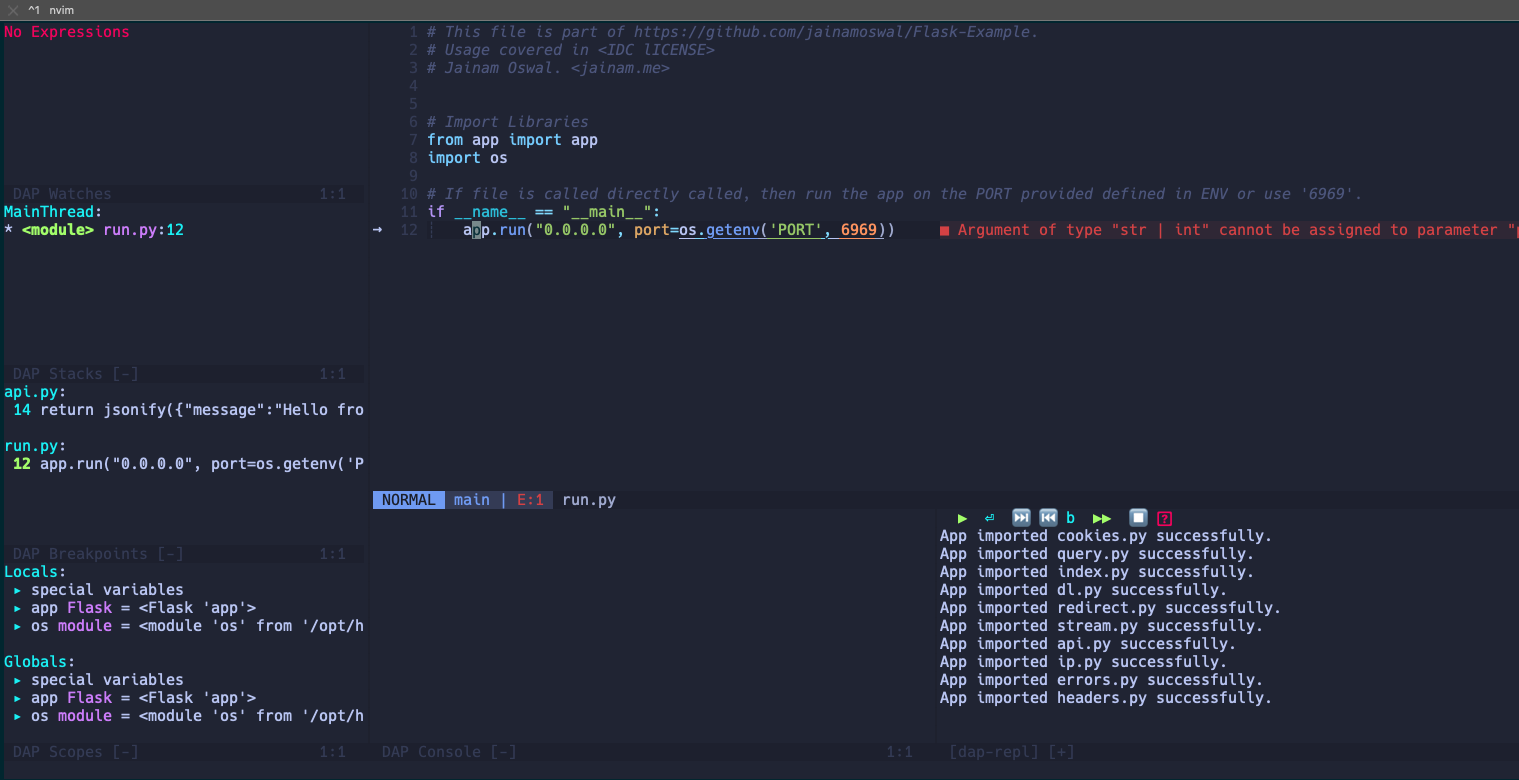 ^1 nvim
No Expressions
DAP Watches 1:1
MainThread:
* <module> run.py:12
DAP Stacks [-] 1:1
api.py:
14 return jsonify({"message":"Hello fro
run.py:
12 app.run("0.0.0.0", port=os.getenv('P
DAP Breakpoints [-] 1:1
Locals:
▸ special variables
▸ app Flask = <Flask 'app'>
▸ os module = <module 'os' from '/opt/h
Globals:
▸ special variables
▸ app Flask = <Flask 'app'>
▸ os module = <module 'os' from '/opt/h
DAP Scopes [-] 1:1
1 # This file is part of https://github.com/jainamoswal/Flask-Example.
2 # Usage covered in <IDC lICENSE>
3 # Jainam Oswal. <jainam.me>
4
5
6 # Import Libraries
7 from app import app
8 import os
9
10 # If file is called directly called, then run the app on the PORT provided defined in ENV or use '6969'.
11 if __name__ == "__main__":
→ 12 app.run("0.0.0.0", port=os.getenv('PORT', 6969)) ■ Argument of type "str | int" cannot be assigned to parameter "p
NORMAL main | E:1 run.py
DAP Console [-] 1:1
b ?
App imported cookies.py successfully.
App imported query.py successfully.
App imported index.py successfully.
App imported dl.py successfully.
App imported redirect.py successfully.
App imported stream.py successfully.
App imported api.py successfully.
App imported ip.py successfully.
App imported errors.py successfully.
App imported headers.py successfully.
[dap-repl] [+]